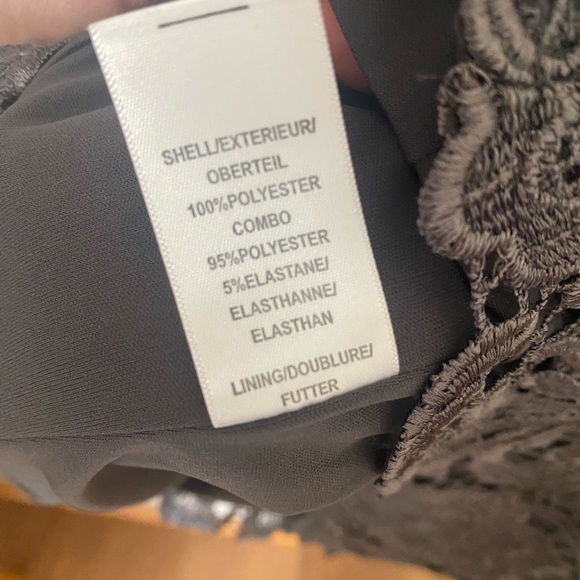 SHELL/EXTERIEUR/
OBERTEIL
100%POLYESTER
COMBO
95%POLYESTER
5%ELASTANE/
ELASTHANNE/
ELASTHAN
LINING/DOUBLURE/
FUTTER